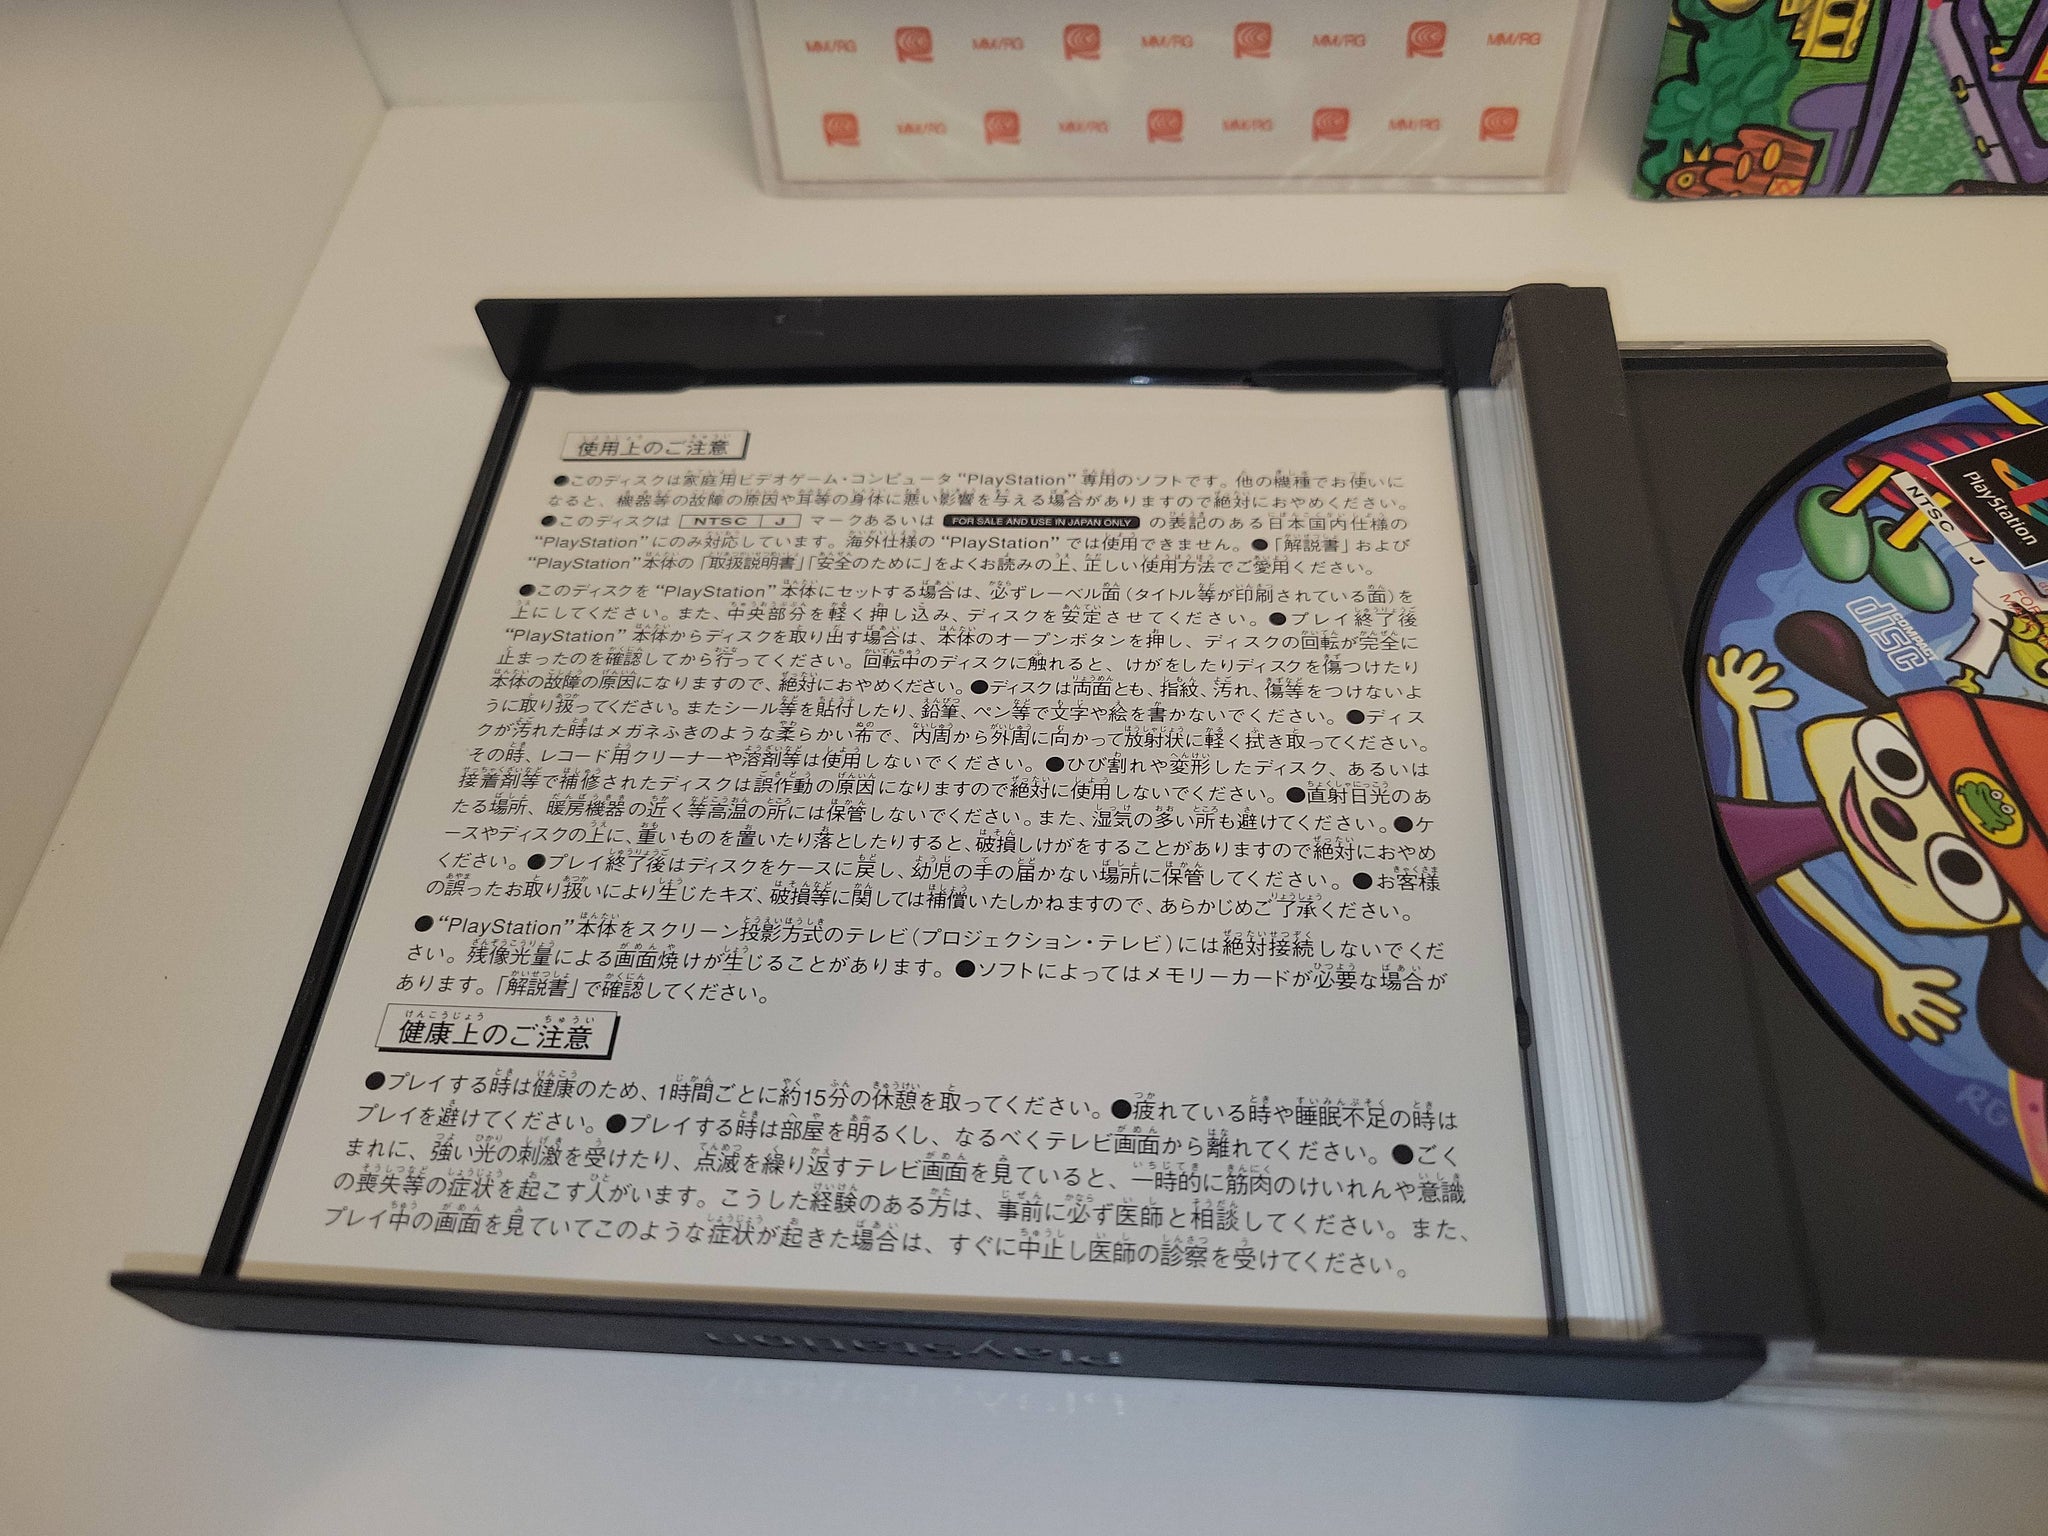 MM/RG MM/RG MM/RG MM/RG MM/RG
MM/RG MM/RG MM/RG MM/RG
使用上のご注意
●このディスクは家庭用ビデオゲーム・コンピュータ“PlayStation”専用のソフトです。他の機種でお使いに
なると、機器等の故障の原因や耳等の身体に悪い影響を与える場合がありますので絶対におやめください。
●このディスクは NTSC J マークあるいは FOR SALE AND USE IN JAPAN ONLY の表記のある日本国内仕様の
“PlayStation”にのみ対応しています。海外仕様の“PlayStation”では使用できません。●「解説書」および
“PlayStation”本体の「取扱説明書」「安全のために」をよくお読みの上、正しい使用方法でご愛用ください。
●このディスクを“PlayStation”本体にセットする場合は、必ずレーベル面（タイトル等が印刷されている面）を
上にしてください。また、中央部分を軽く押し込み、ディスクを安定させてください。●プレイ終了後
“PlayStation”本体からディスクを取り出す場合は、本体のオープンボタンを押し、ディスクの回転が完全に
止まったのを確認してから行ってください。回転中のディスクに触れると、けがをしたりディスクを傷つけたり
本体の故障の原因になりますので、絶対におやめください。●ディスクは両面とも、指紋、汚れ、傷等をつけないよ
うに取り扱ってください。またシール等を貼付したり、鉛筆、ペン等で文字や絵を書かないでください。●ディス
クが汚れた時はメガネふきのような柔らかい布で、内周から外周に向かって放射状に軽く拭き取ってください。
その時、レコード用クリーナーや溶剤等は使用しないでください。●ひび割れや変形したディスク、あるいは
接着剤等で補修されたディスクは誤作動の原因になりますので絶対に使用しないでください。●直射日光のあ
たる場所、暖房機器の近く等高温の所には保管しないでください。また、湿気の多い所も避けてください。●ケ
ースやディスクの上に、重いものを置いたり落としたりすると、破損しけがをすることがありますので絶対におやめ
ください。●プレイ終了後はディスクをケースに戻し、幼児の手の届かない場所に保管してください。●お客様
の誤ったお取り扱いにより生じたキズ、破損等に関しては補償いたしかねますので、あらかじめご了承ください。
●“PlayStation”本体をスクリーン投影方式のテレビ（プロジェクション・テレビ）には絶対接続しないでくだ
さい。残像光量による画面焼けが生じることがあります。●ソフトによってはメモリーカードが必要な場合が
あります。「解説書」で確認してください。
健康上のご注意
●プレイする時は健康のため、1時間ごとに約15分の休憩を取ってください。●疲れている時や睡眠不足の時は
プレイを避けてください。●プレイする時は部屋を明るくし、なるべくテレビ画面から離れてください。●ごく
まれに、強い光の刺激を受けたり、点滅を繰り返すテレビ画面を見ていると、一時的に筋肉のけいれんや意識
の喪失等の症状を起こす人がいます。こうした経験のある方は、事前に必ず医師と相談してください。また、
プレイ中の画面を見ていてこのような症状が起きた場合は、すぐに中止し医師の診察を受けてください。
PlayStation
PlayStation
NTSC J
COMPACT
disc
RG